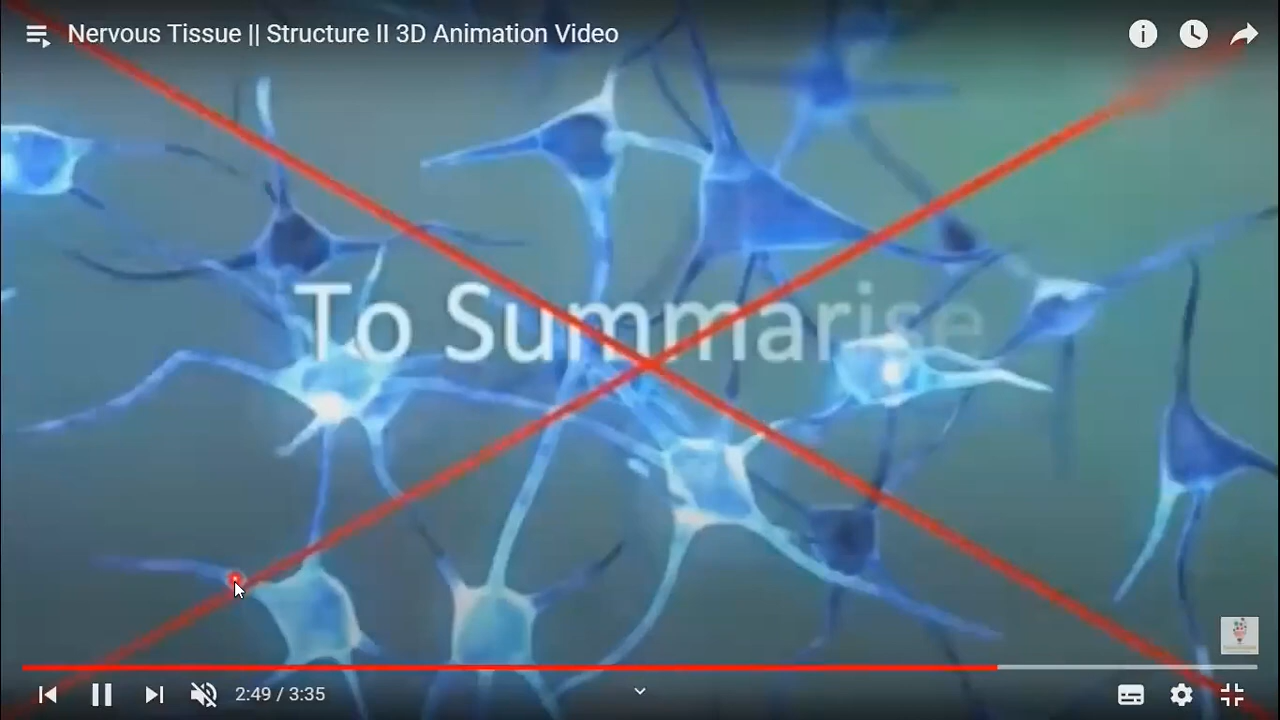 Nervous Tissue || Structure II 3D Animation Video
To Summarise
2:49 / 3:35